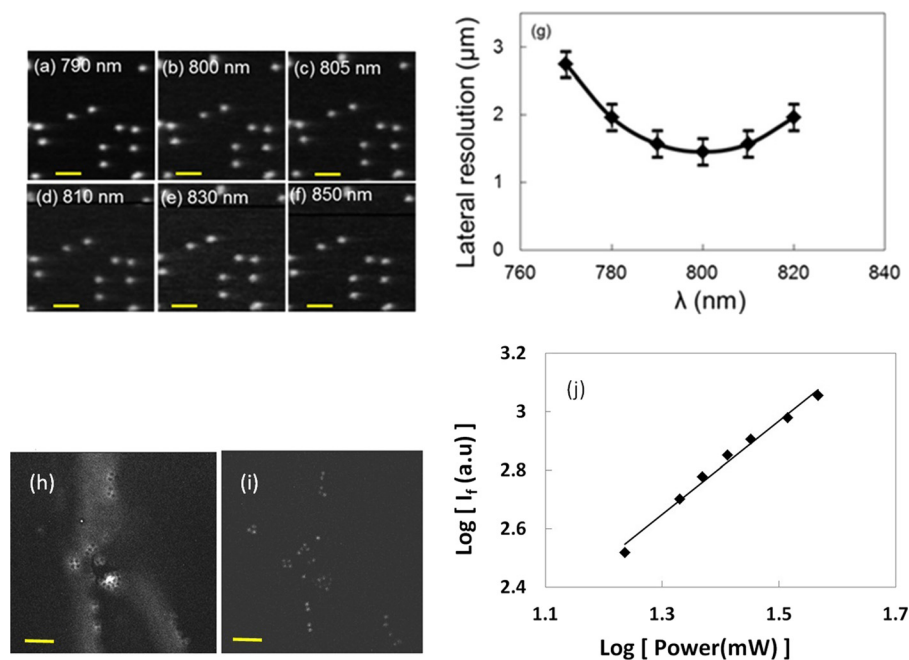 (a) 790 nm
(b) 800 nm
(c) 805 nm
(d) 810 nm
(e) 830 nm
(f) 850 nm
(g)
Lateral resolution (μm)
3
2
1
0
760 780 800 820 840
λ (nm)
(h)
(i)
(j)
Log [ If (a.u) ]
3.2
3
2.8
2.6
2.4
1.1 1.3 1.5 1.7
Log [ Power(mW) ]